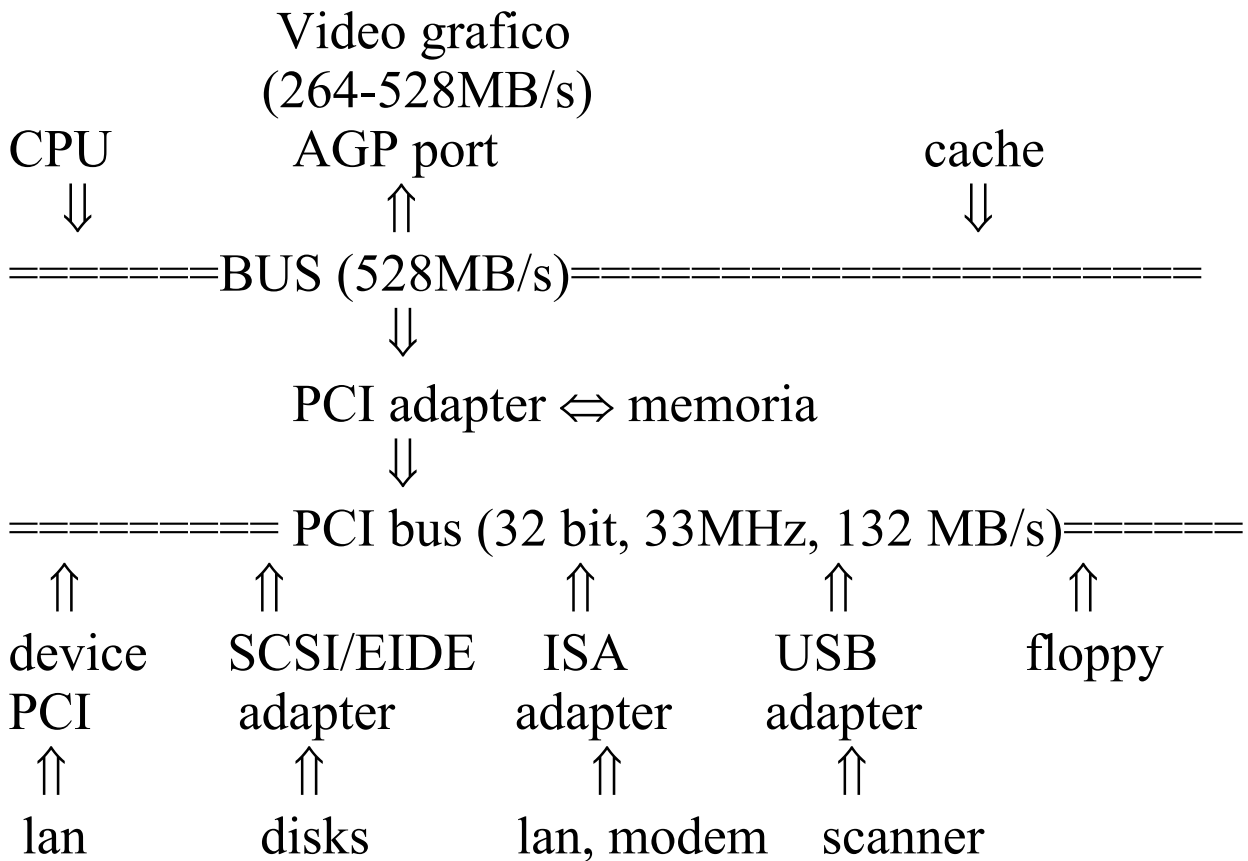 Video grafico
(264-528MB/s)
CPU AGP port cache
⇓ ⇑ ⇓
=======BUS (528MB/s)=====================
⇓
PCI adapter ⇔ memoria
⇓
========= PCI bus (32 bit, 33MHz, 132 MB/s)======
⇑ ⇑ ⇑ ⇑ ⇑
device SCSI/EIDE ISA USB floppy
PCI adapter adapter adapter
⇑ ⇑ ⇑ ⇑
lan disks lan, modem scanner